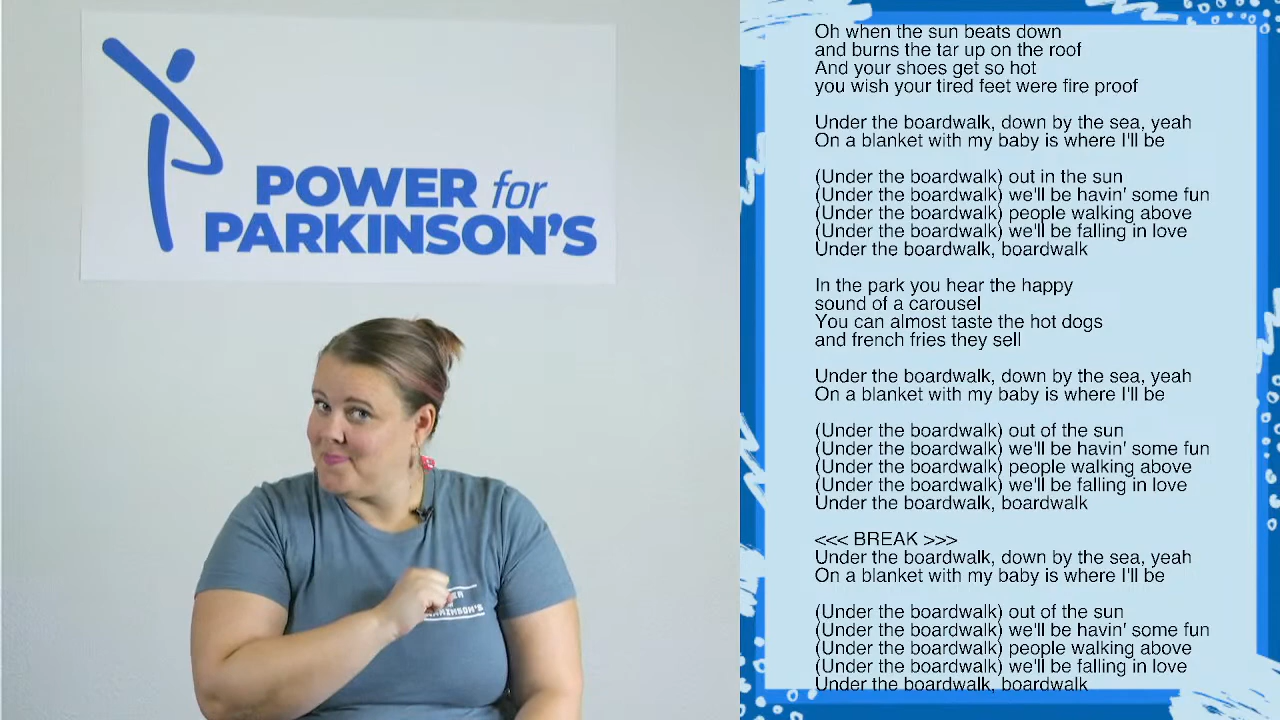 POWER for
PARKINSON'S
PARKINSON'S
Oh when the sun beats down
and burns the tar up on the roof
And your shoes get so hot
you wish your tired feet were fire proof
Under the boardwalk, down by the sea, yeah
On a blanket with my baby is where I'll be
(Under the boardwalk) out in the sun
(Under the boardwalk) we'll be havin' some fun
(Under the boardwalk) people walking above
(Under the boardwalk) we'll be falling in love
Under the boardwalk, boardwalk
In the park you hear the happy
sound of a carousel
You can almost taste the hot dogs
and french fries they sell
Under the boardwalk, down by the sea, yeah
On a blanket with my baby is where I'll be
(Under the boardwalk) out of the sun
(Under the boardwalk) we'll be havin' some fun
(Under the boardwalk) people walking above
(Under the boardwalk) we'll be falling in love
Under the boardwalk, boardwalk
<<< BREAK >>>
Under the boardwalk, down by the sea, yeah
On a blanket with my baby is where I'll be
(Under the boardwalk) out of the sun
(Under the boardwalk) we'll be havin' some fun
(Under the boardwalk) people walking above
(Under the boardwalk) we'll be falling in love
Under the boardwalk, boardwalk